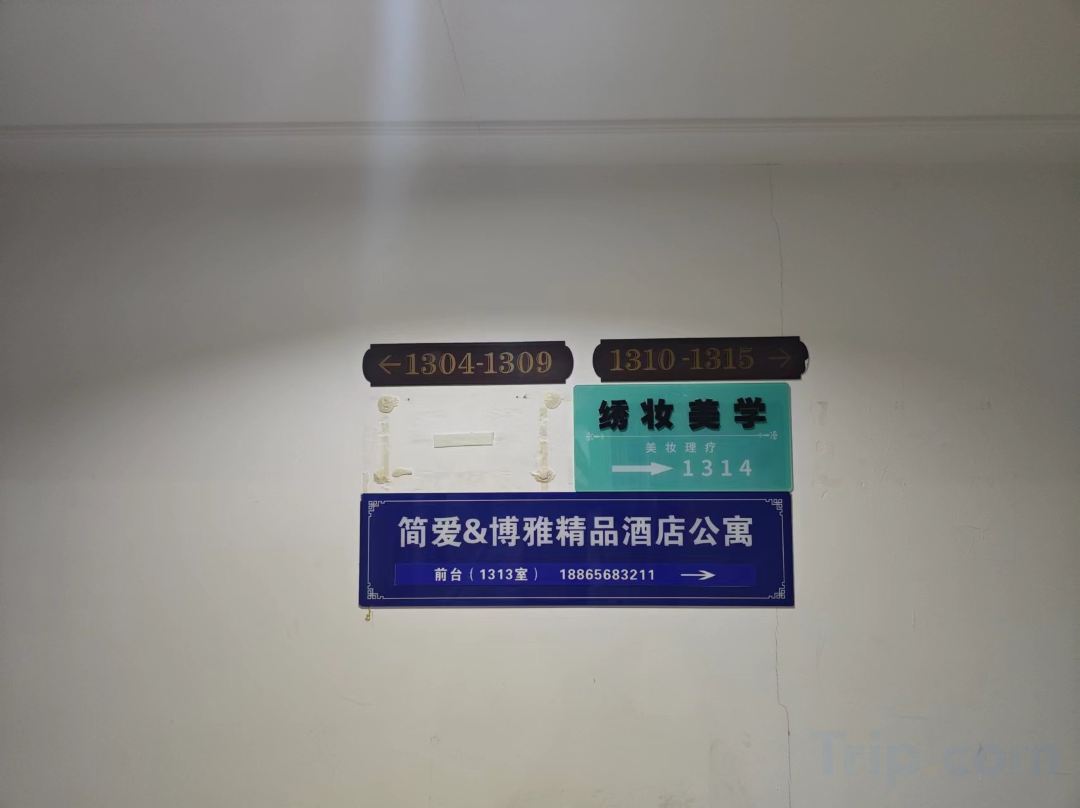 ←1304-1309
1310-1315→
绣妆美学
美妆理疗
→1314
简爱&博雅精品酒店公寓
前台（1313室） 18865683211 →
Trip.com